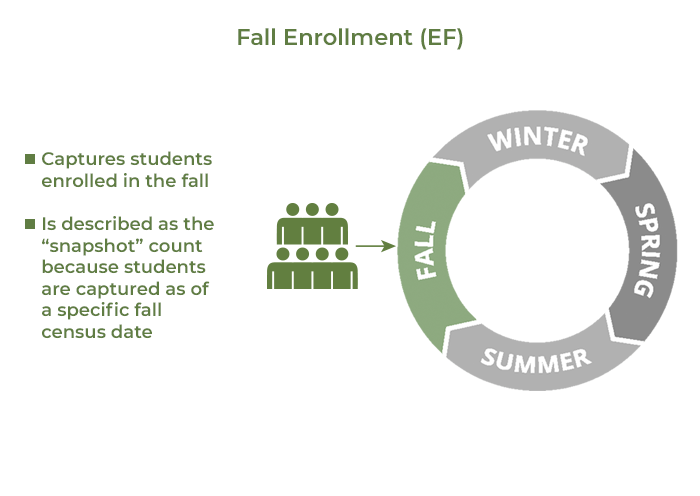 Fall Enrollment (EF)
Captures students
enrolled in the fall
Is described as the
“snapshot” count
because students
are captured as of
a specific fall
census date
WINTER
SPRING
SUMMER
FALL